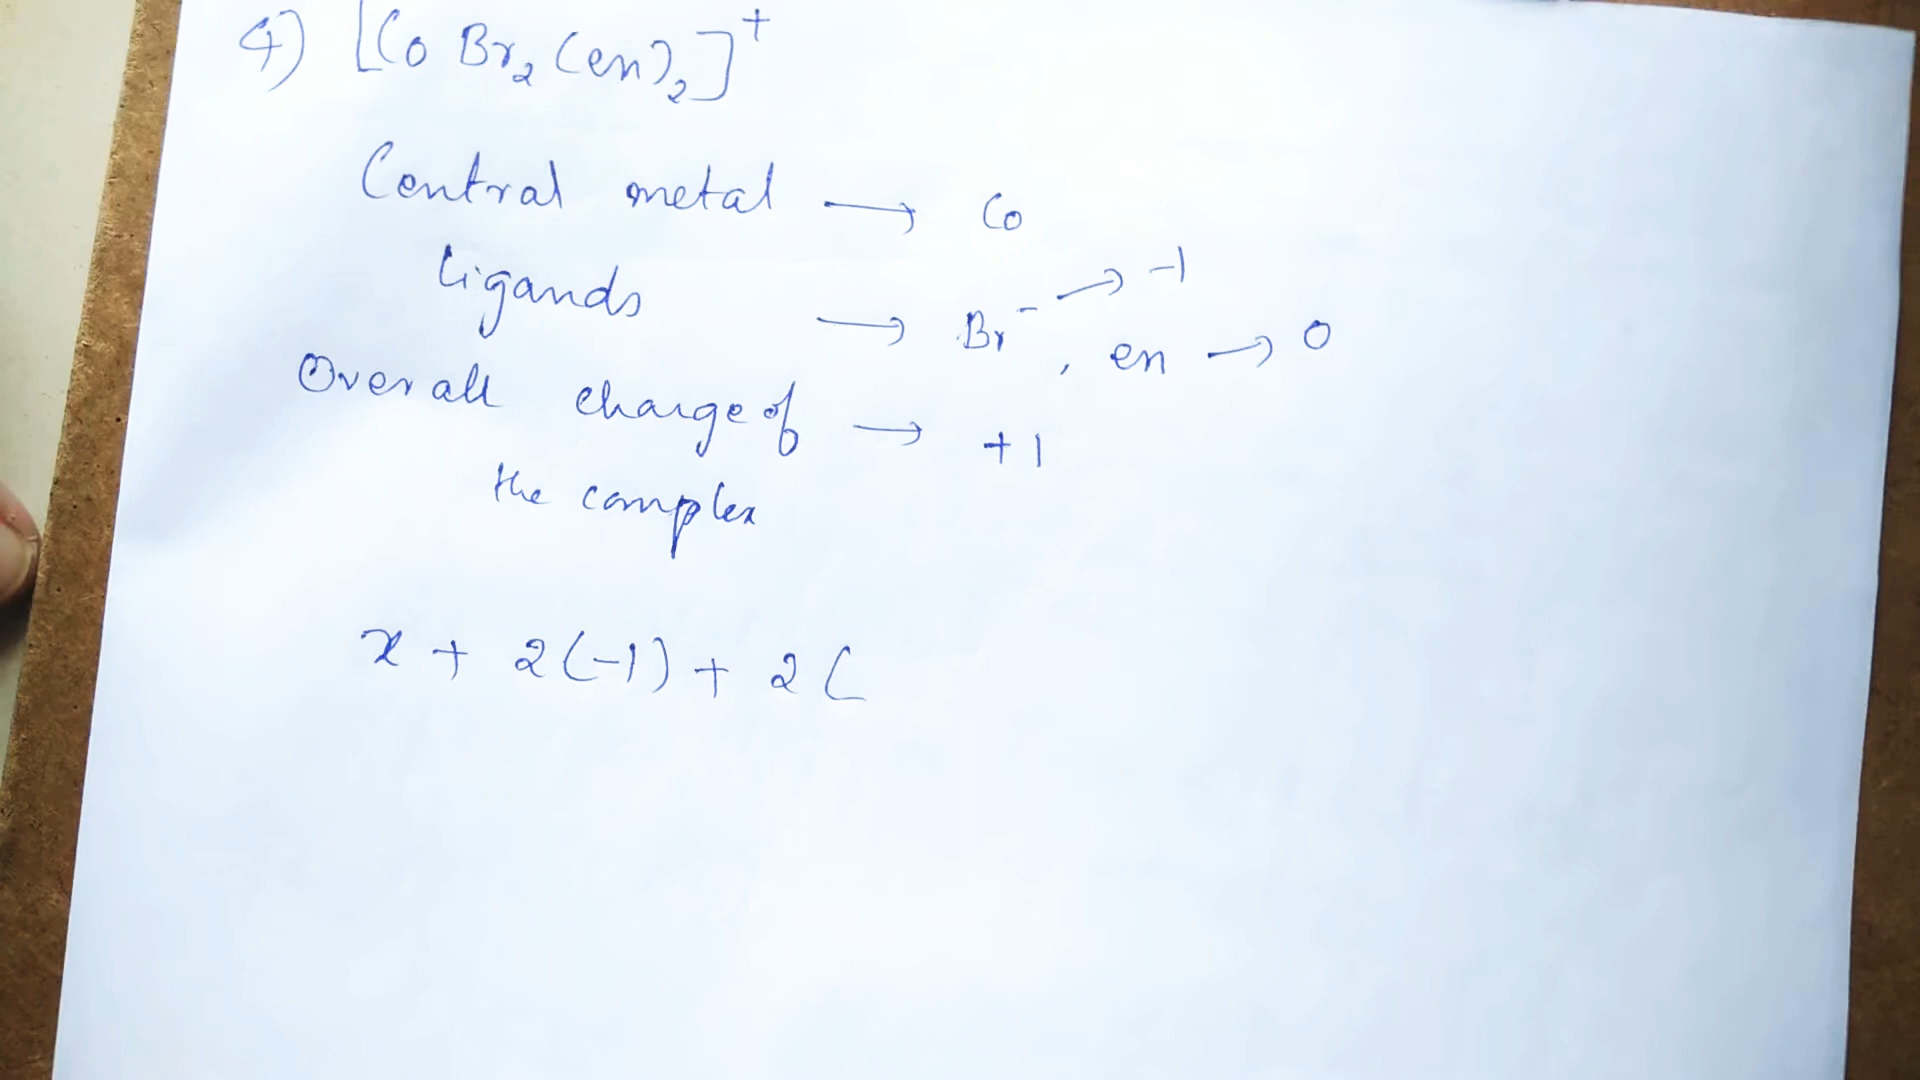 4) [Co Br₂ (en)₂]⁺
Central metal → Co
Ligands → Br⁻ → -1, en → 0
Overall charge of → +1
the complex
x + 2(-1) + 2(